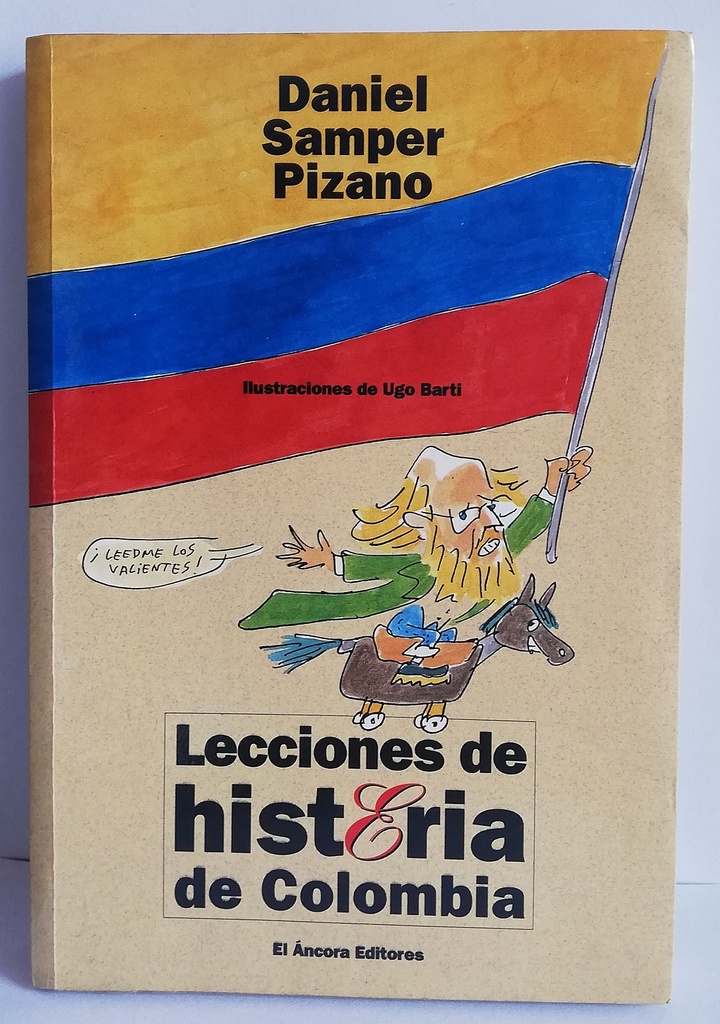 Daniel
Samper
Pizano
Ilustraciones de Ugo Barti
¡LEEDME LOS
VALIENTES!
Lecciones de
histEria
de Colombia
El Áncora Editores